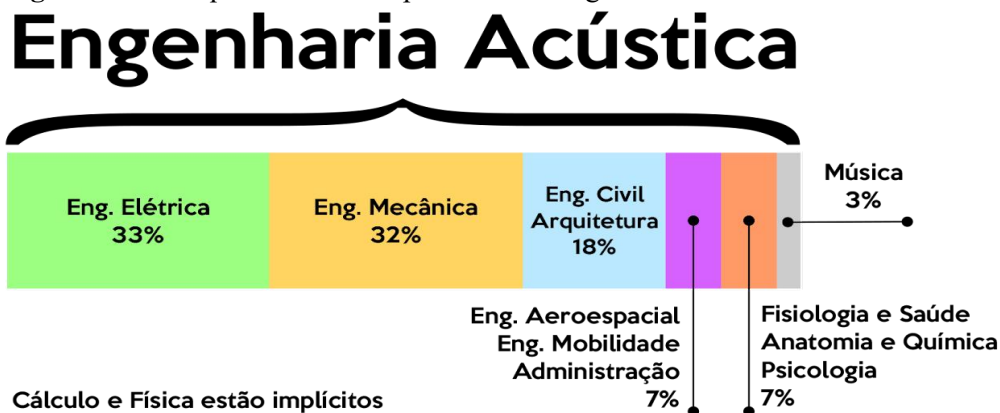 Engenharia Acústica
Eng. Elétrica
33%
Eng. Mecânica
32%
Eng. Civil
Arquitetura
18%
Música
3%
Eng. Aeroespacial
Eng. Mobilidade
Administração
7%
Fisiologia e Saúde
Anatomia e Química
Psicologia
7%
Cálculo e Física estão implícitos